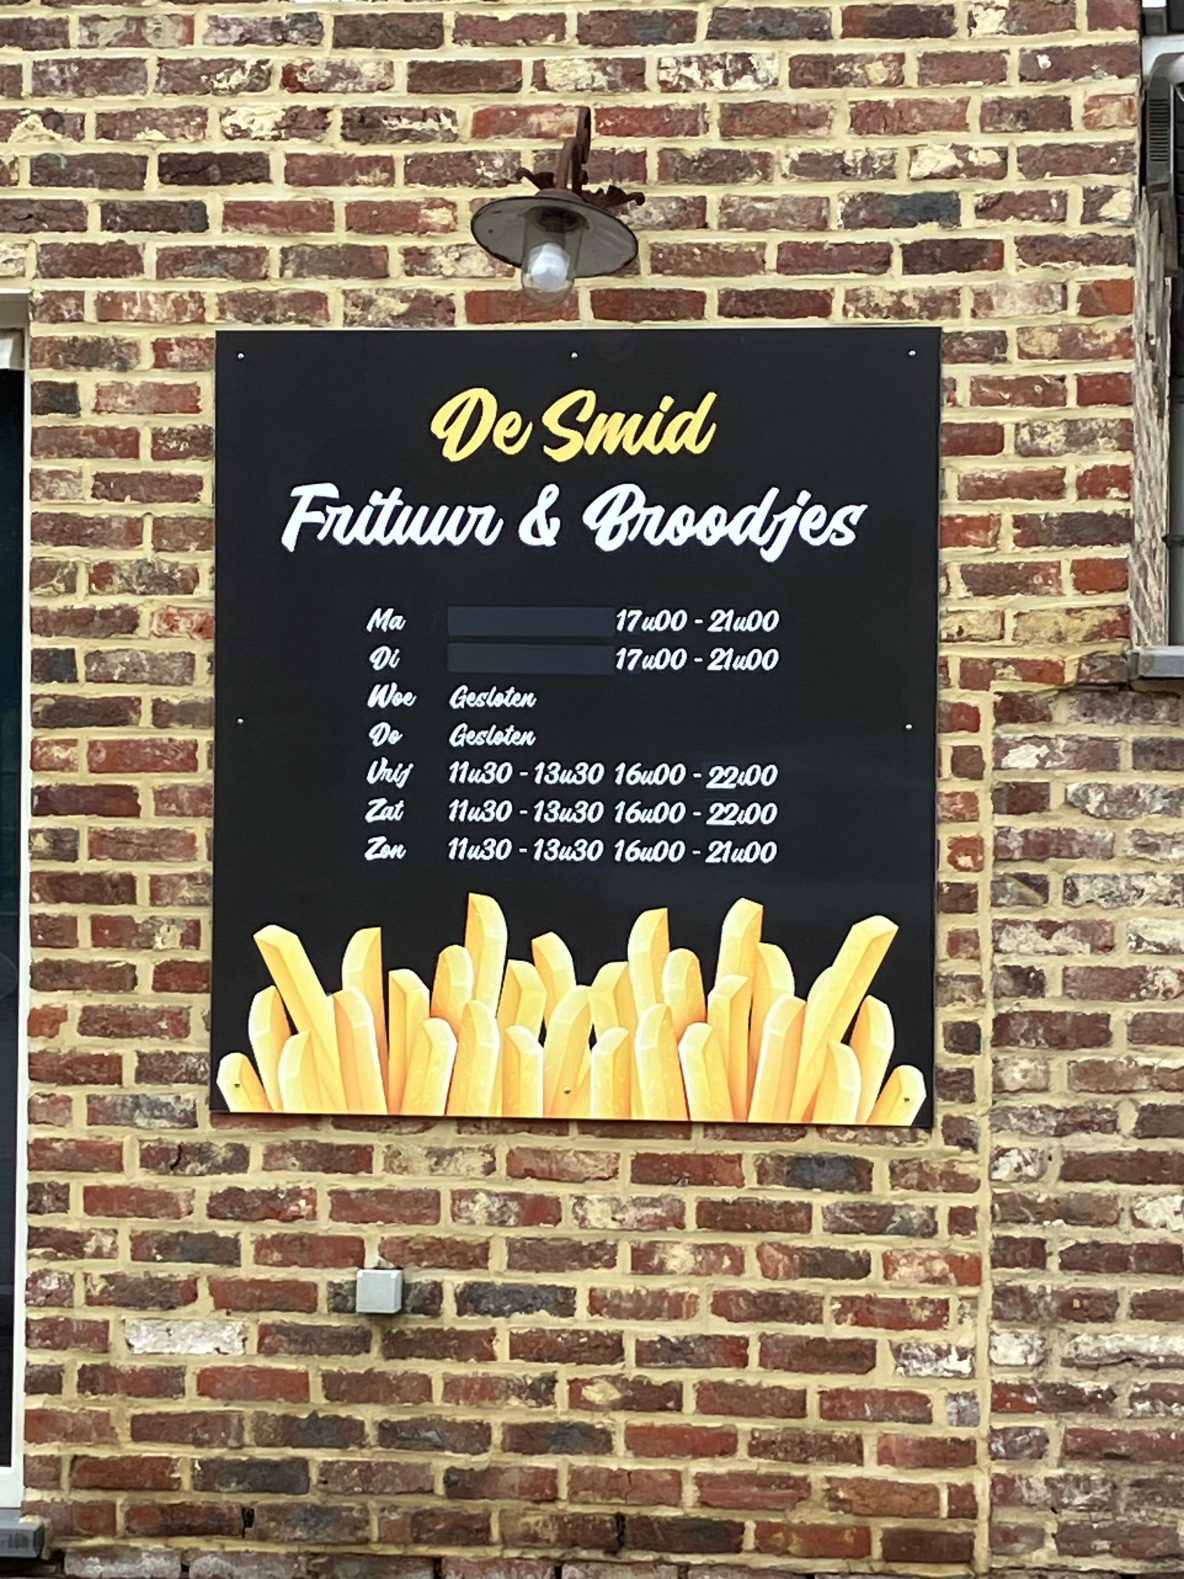 De Smid
Frituur & Broodjes
Ma 17u00 - 21u00
Di 17u00 - 21u00
Woe Gesloten
Do Gesloten
Vrij 11u30 - 13u30 16u00 - 22u00
Zat 11u30 - 13u30 16u00 - 22u00
Zon 11u30 - 13u30 16u00 - 21u00